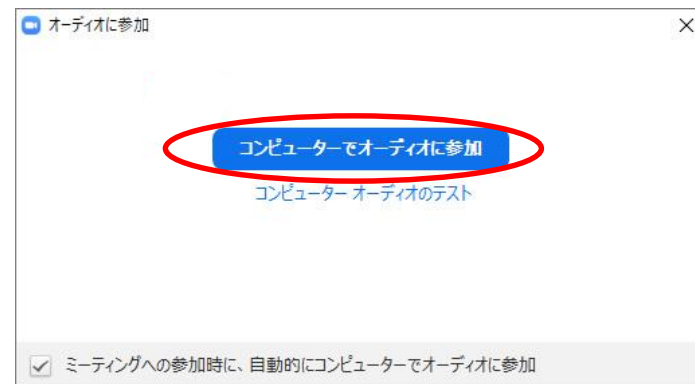 オーディオに参加
コンピューターでオーディオに参加
コンピューター オーディオのテスト
ミーティングへの参加時に、自動的にコンピューターでオーディオに参加